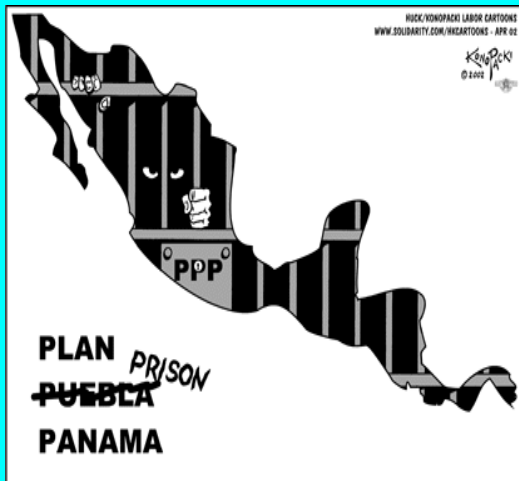 HUCK/KONOPACKI LABOR CARTOONS
WWW.SOLIDARITY.COM/HKCARTOONS - APR 02
KONOPACKI
© 2002
PPP
PLAN
PRISON
PUEBLA
PANAMA